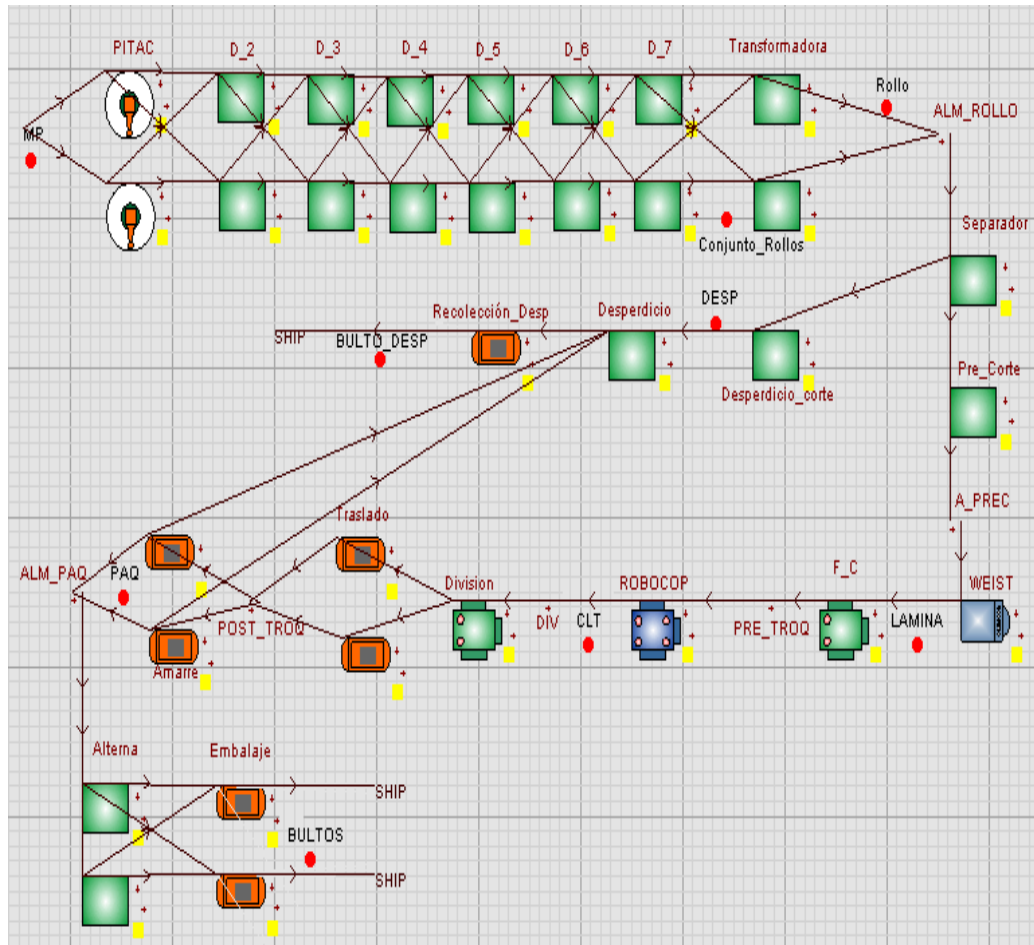 PITAC
D_2
D_3
D_4
D_5
D_6
D_7
Transformadora
Rollo
ALM_ROLLO
MP
Separador
Conjunto_Rollos
DESP
Recolección_Desp
Desperdicio
SHIP
BULTO_DESP
Pre_Corte
Desperdicio_corte
A_PREC
Traslado
ALM_PAQ
PAQ
Division
ROBOCOP
F_C
WEIST
POST_TROQ
DIV
CLT
PRE_TROQ
LAMINA
Amarre
Alterna
Embalaje
SHIP
BULTOS
SHIP